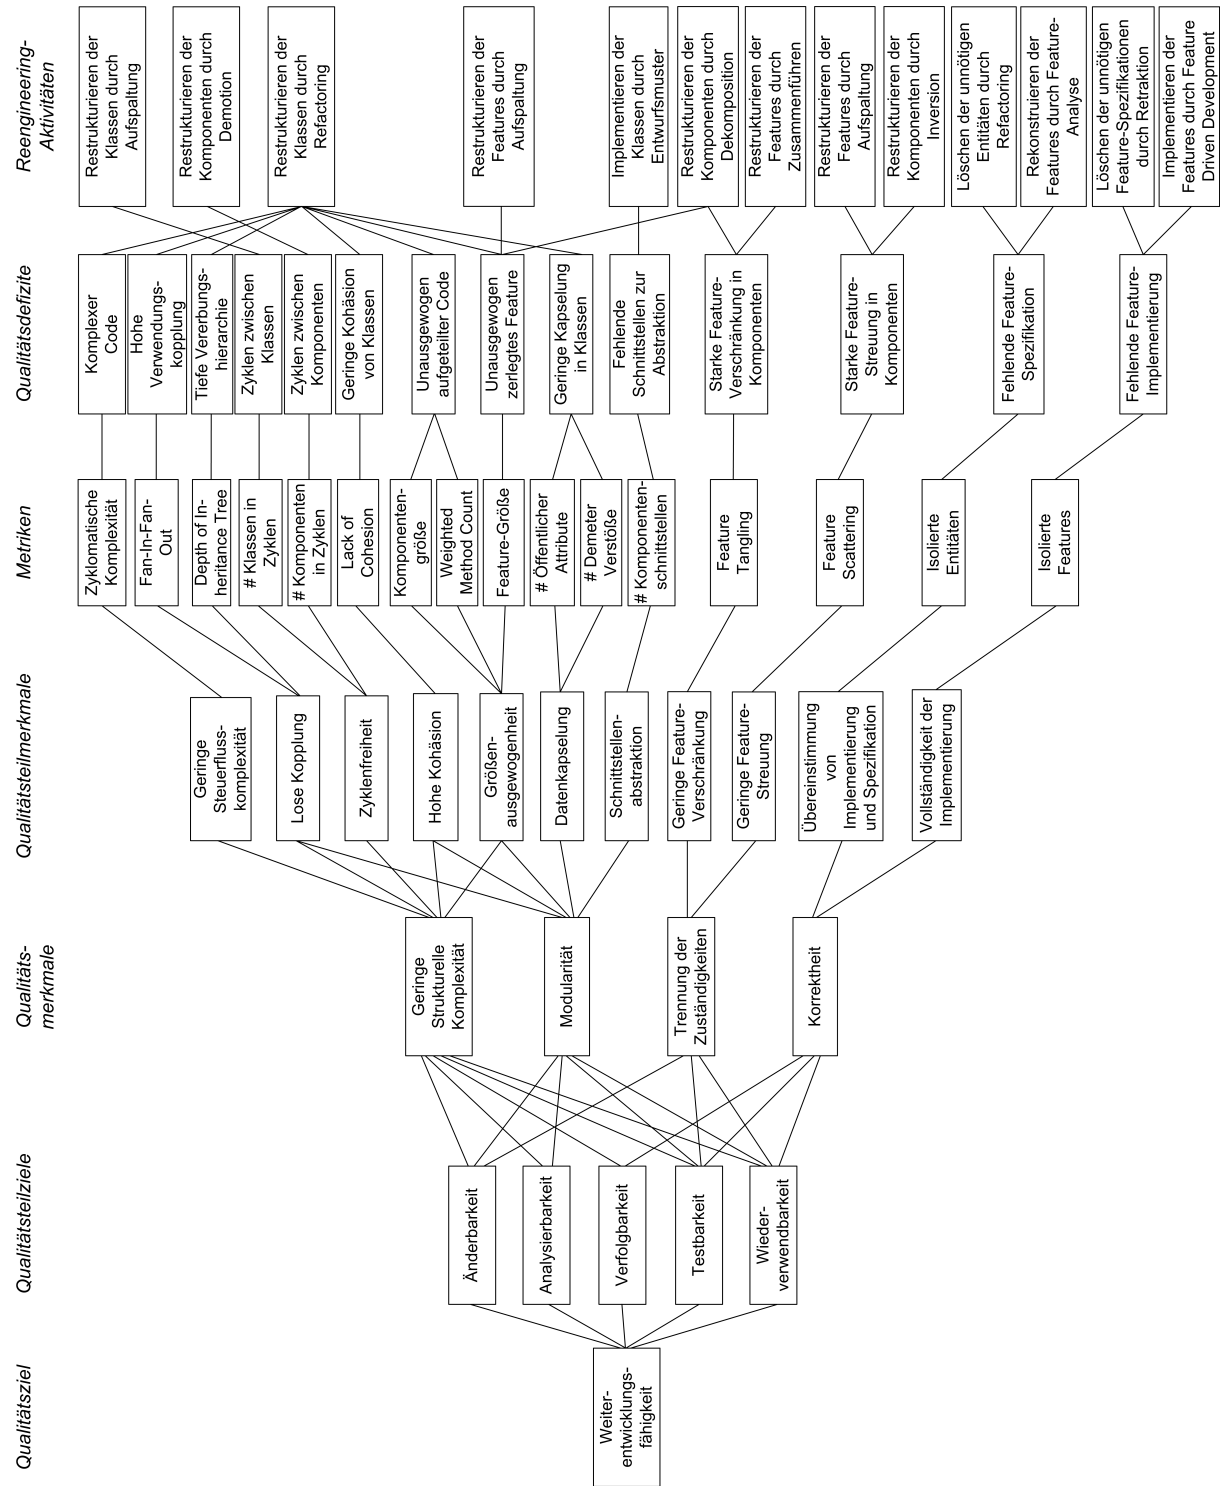 Qualitätsziel
Weiter-
entwicklungs-
fähigkeit
Qualitätsteilziele
Änderbarkeit
Analysierbarkeit
Verfolgbarkeit
Testbarkeit
Wieder-
verwendbarkeit
Qualitäts-
merkmale
Geringe
Strukturelle
Komplexität
Modularität
Trennung der
Zuständigkeiten
Korrektheit
Qualitätsteilmerkmale
Geringe
Steuerfluss-
komplexität
Lose Kopplung
Zyklenfreiheit
Hohe Kohäsion
Größen-
ausgewogenheit
Datenkapselung
Schnittstellen-
abstraktion
Geringe Feature-
Verschränkung
Geringe Feature-
Streuung
Übereinstimmung
von
Implementierung
und Spezifikation
Vollständigkeit der
Implementierung
Metriken
Zyklomatische
Komplexität
Fan-In-Fan-
Out
Depth of In-
heritance Tree
# Klassen in
Zyklen
# Komponenten
in Zyklen
Lack of
Cohesion
Komponenten-
größe
Weighted
Method Count
Feature-Größe
# Öffentlicher
Attribute
# Demeter
Verstöße
# Komponenten-
schnittstellen
Feature
Tangling
Feature
Scattering
Isolierte
Entitäten
Isolierte
Features
Qualitätsdefizite
Komplexer
Code
Hohe
Verwendungs-
kopplung
Tiefe Vererbungs-
hierarchie
Zyklen zwischen
Klassen
Zyklen zwischen
Komponenten
Geringe Kohäsion
von Klassen
Unausgewogen
aufgeteilter Code
Unausgewogen
zerlegtes Feature
Geringe Kapselung
in Klassen
Fehlende
Schnittstellen zur
Abstraktion
Starke Feature-
Verschränkung in
Komponenten
Starke Feature-
Streuung in
Komponenten
Fehlende Feature-
Spezifikation
Fehlende Feature-
Implementierung
Reengineering-
Aktivitäten
Restrukturieren der
Klassen durch
Aufspaltung
Restrukturieren der
Komponenten durch
Demotion
Restrukturieren der
Klassen durch
Refactoring
Restrukturieren der
Features durch
Aufspaltung
Implementieren der
Klassen durch
Entwurfsmuster
Restrukturieren der
Komponenten durch
Dekomposition
Restrukturieren der
Features durch
Zusammenführen
Restrukturieren der
Features durch
Aufspaltung
Restrukturieren der
Komponenten durch
Inversion
Löschen der unnötigen
Entitäten durch
Refactoring
Rekonstruieren der
Features durch Feature-
Analyse
Löschen der unnötigen
Feature-Spezifikationen
durch Retraktion
Implementieren der
Features durch Feature
Driven Development